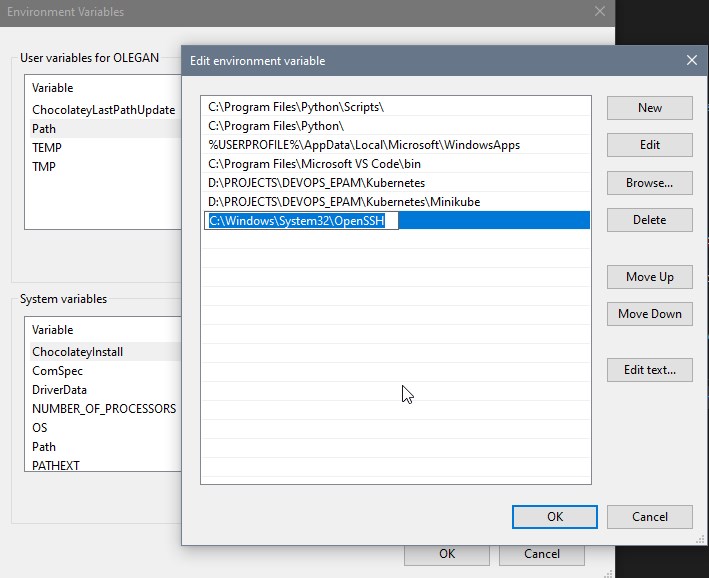 Environment Variables
User variables for OLEGAN
Variable
ChocolateyLastPathUpdate
Path
TEMP
TMP
System variables
Variable
ChocolateyInstall
ComSpec
DriverData
NUMBER_OF_PROCESSORS
OS
Path
PATHEXT
OK
Cancel
Edit environment variable
C:\Program Files\Python\Scripts\
C:\Program Files\Python\
%USERPROFILE%\AppData\Local\Microsoft\WindowsApps
C:\Program Files\Microsoft VS Code\bin
D:\PROJECTS\DEVOPS_EPAM\Kubernetes
D:\PROJECTS\DEVOPS_EPAM\Kubernetes\Minikube
C:\Windows\System32\OpenSSH
New
Edit
Browse...
Delete
Move Up
Move Down
Edit text...
OK
Cancel